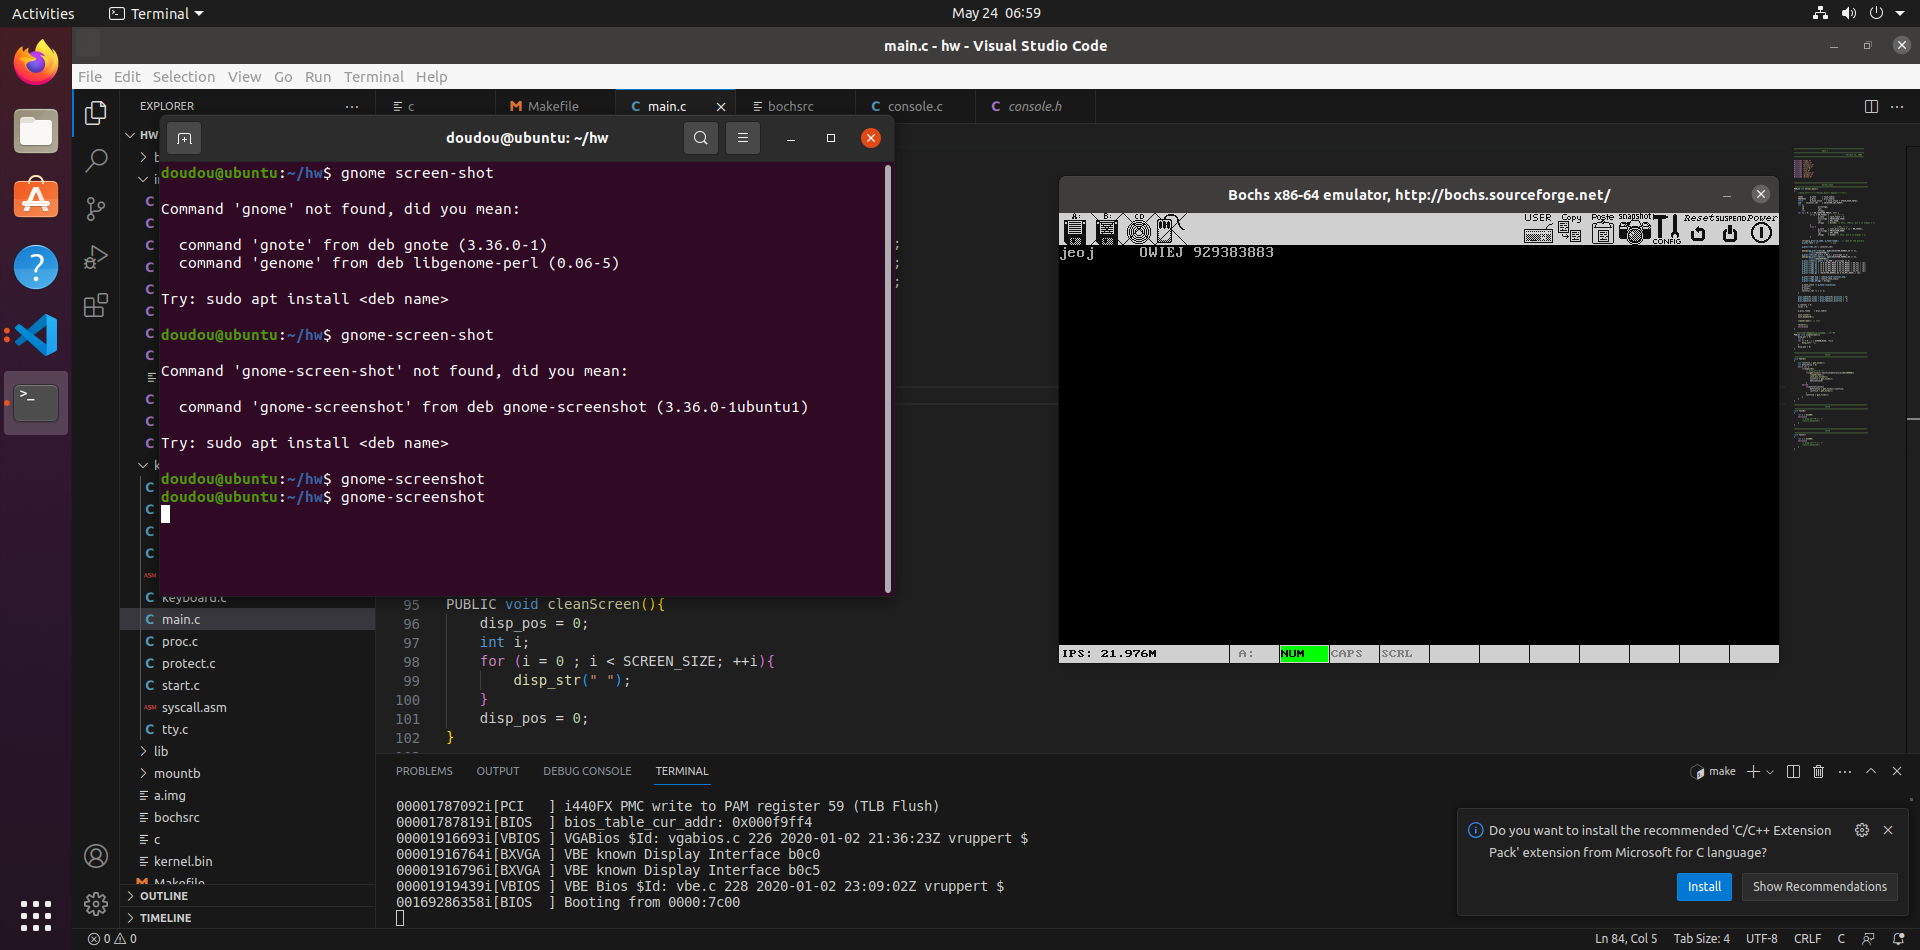 Activities
Terminal
May 24 06:59
main.c - hw - Visual Studio Code
File Edit Selection View Go Run Terminal Help
EXPLORER
c
Makefile
main.c
bochsrc
console.c
console.h
HW
doudou@ubuntu: ~/hw
doudou@ubuntu:~/hw$ gnome screen-shot
Command 'gnome' not found, did you mean:
command 'gnote' from deb gnote (3.36.0-1)
command 'genome' from deb libgenome-perl (0.06-5)
Try: sudo apt install <deb name>
doudou@ubuntu:~/hw$ gnome-screen-shot
Command 'gnome-screen-shot' not found, did you mean:
command 'gnome-screenshot' from deb gnome-screenshot (3.36.0-1ubuntu1)
Try: sudo apt install <deb name>
doudou@ubuntu:~/hw$ gnome-screenshot
doudou@ubuntu:~/hw$ gnome-screenshot
Bochs x86-64 emulator, http://bochs.sourceforge.net/
A: B: CD USER Copy Paste Snapshot CONFIG Reset SUSPEND Power
jeoj OWIEJ 929383883
IPS: 21.976M A: NUM CAPS SCRL
keyboard.c
main.c
proc.c
protect.c
start.c
ASM syscall.asm
tty.c
lib
mountb
a.img
bochsrc
c
kernel.bin
Makefile
OUTLINE
TIMELINE
95 PUBLIC void cleanScreen(){
96 disp_pos = 0;
97 int i;
98 for (i = 0 ; i < SCREEN_SIZE; ++i){
99 disp_str(" ");
100 }
101 disp_pos = 0;
102 }
PROBLEMS OUTPUT DEBUG CONSOLE TERMINAL
make
00001787092i[PCI ] i440FX PMC write to PAM register 59 (TLB Flush)
00001787819i[BIOS ] bios_table_cur_addr: 0x000f9ff4
00001916693i[VBIOS ] VGABios $Id: vgabios.c 226 2020-01-02 21:36:23Z vruppert $
00001916764i[BXVGA ] VBE known Display Interface b0c0
00001916796i[BXVGA ] VBE known Display Interface b0c5
00001919439i[VBIOS ] VBE Bios $Id: vbe.c 228 2020-01-02 23:09:02Z vruppert $
00169286358i[BIOS ] Booting from 0000:7c00
Do you want to install the recommended 'C/C++ Extension
Pack' extension from Microsoft for C language?
Install
Show Recommendations
0 0
Ln 84, Col 5 Tab Size: 4 UTF-8 CRLF C